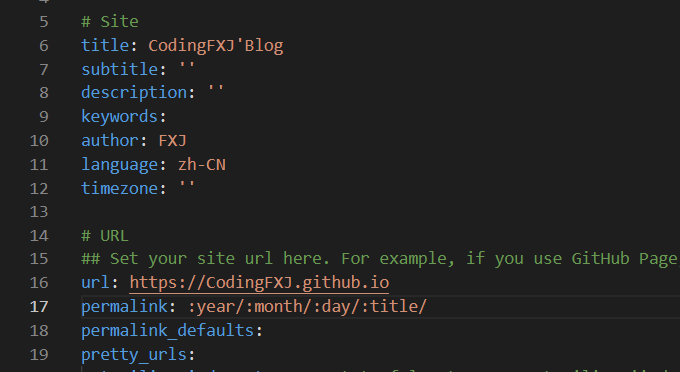 5 # Site
6 title: CodingFXJ'Blog
7 subtitle: ''
8 description: ''
9 keywords:
10 author: FXJ
11 language: zh-CN
12 timezone: ''
13
14 # URL
15 ## Set your site url here. For example, if you use GitHub Page,
16 url: https://CodingFXJ.github.io
17 permalink: :year/:month/:day/:title/
18 permalink_defaults:
19 pretty_urls: